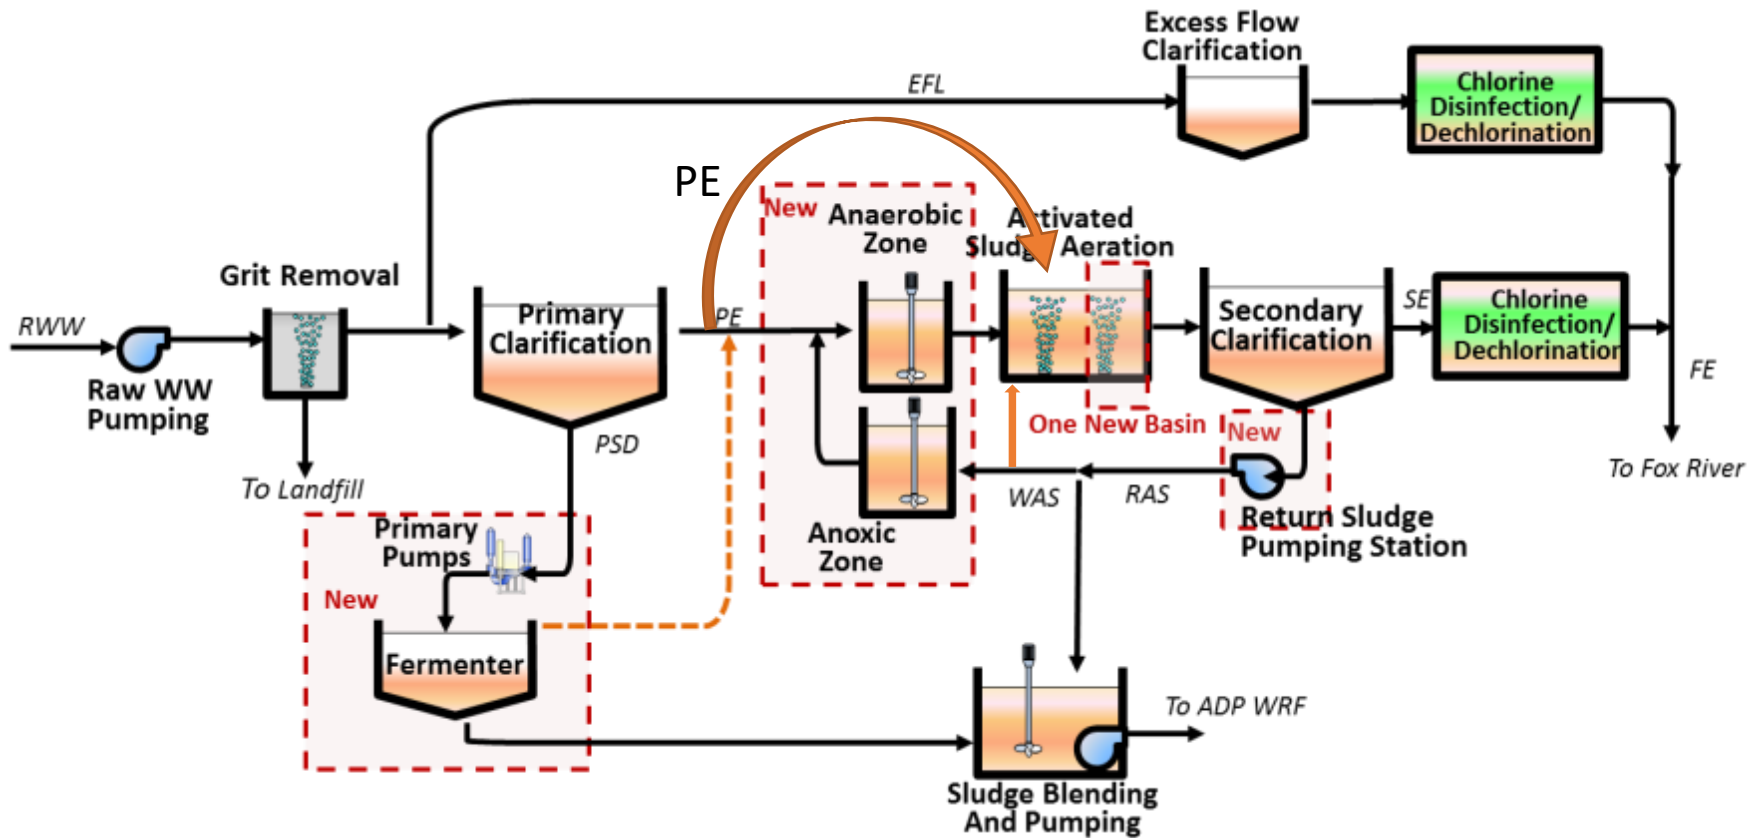 Excess Flow
Clarification
EFL
Chlorine
Disinfection/
Dechlorination
PE
New
Anaerobic
Zone
Activated
Sludge Aeration
Grit Removal
RWW
Raw WW
Pumping
To Landfill
Primary
Clarification
PE
PSD
Secondary
Clarification
SE
Chlorine
Disinfection/
Dechlorination
FE
To Fox River
One New Basin
New
WAS
RAS
Return Sludge
Pumping Station
Anoxic
Zone
Primary
Pumps
New
Fermenter
To ADP WRF
Sludge Blending
And Pumping